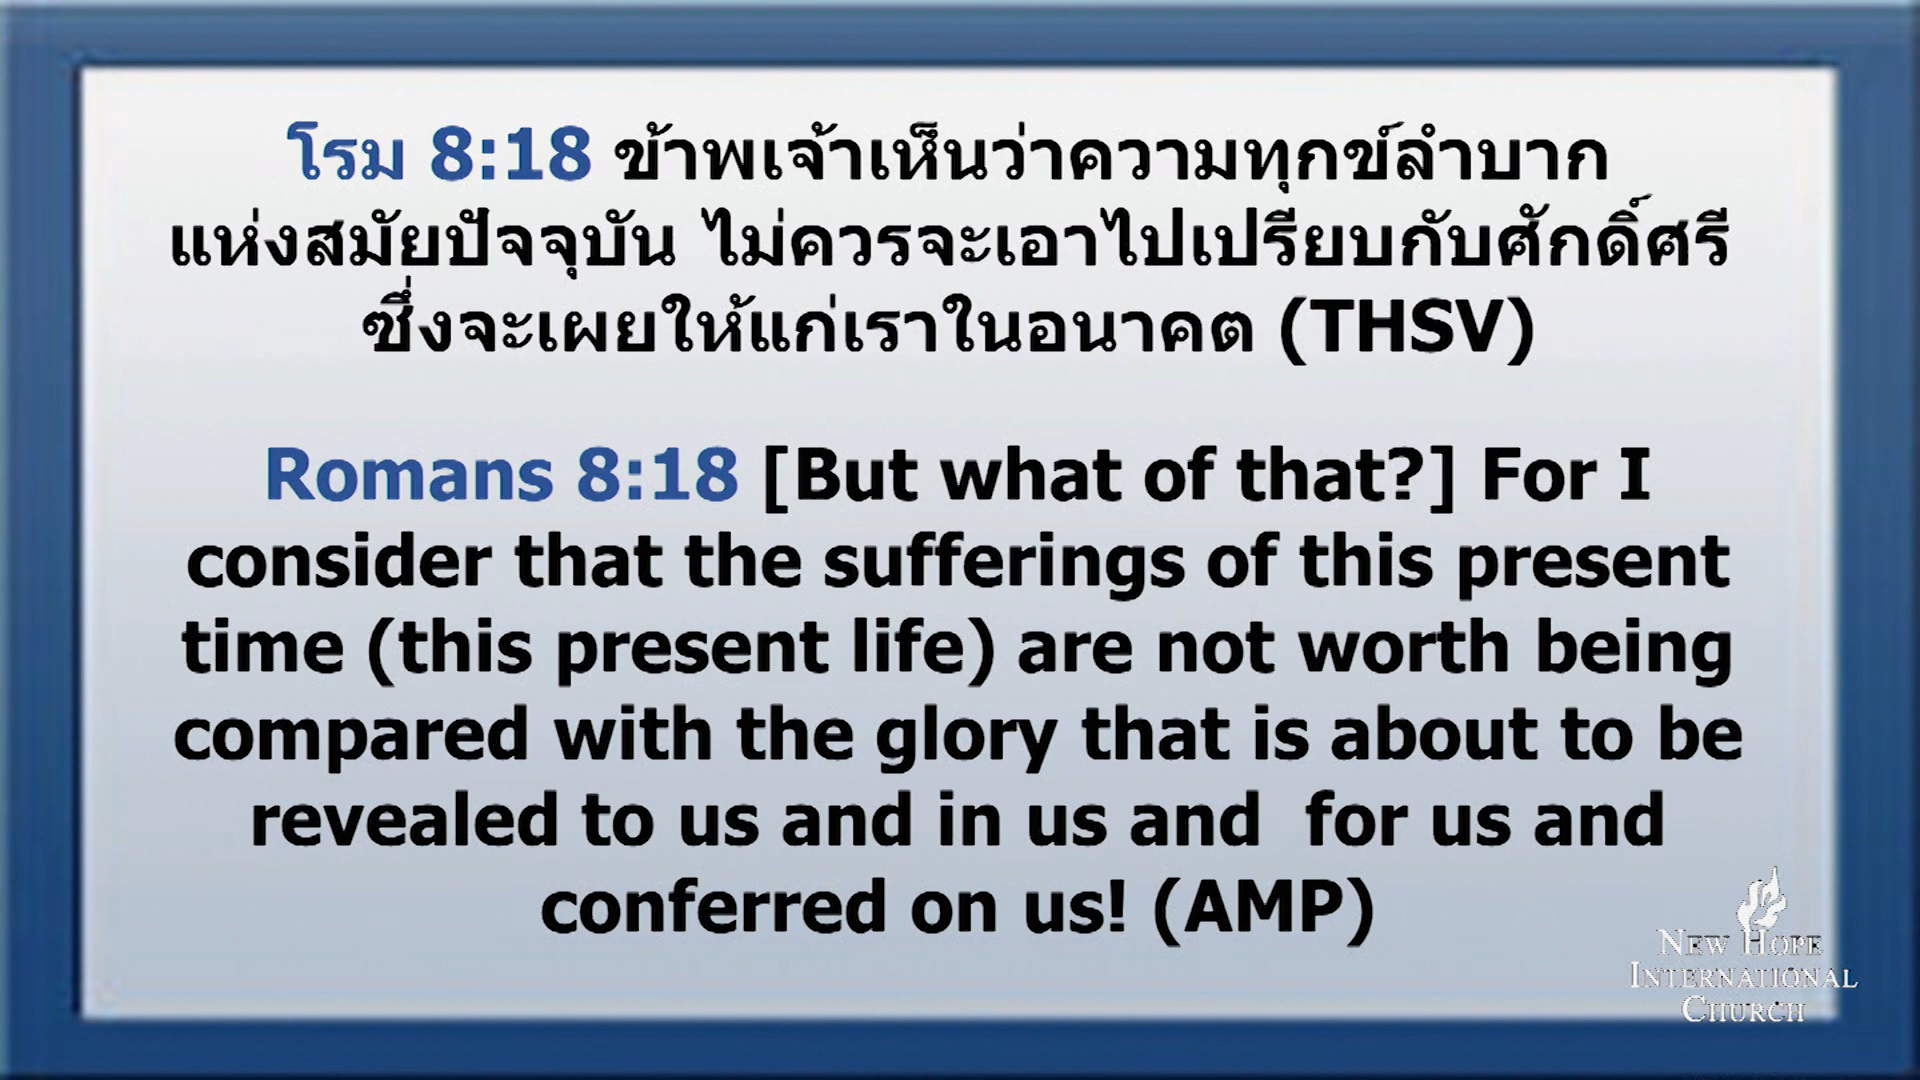 โรม 8:18 ข้าพเจ้าเห็นว่าความทุกข์ลำบาก
แห่งสมัยปัจจุบัน ไม่ควรจะเอาไปเปรียบกับศักดิ์ศรี
ซึ่งจะเผยให้แก่เราในอนาคต (THSV)
Romans 8:18 [But what of that?] For I
consider that the sufferings of this present
time (this present life) are not worth being
compared with the glory that is about to be
revealed to us and in us and  for us and
conferred on us! (AMP)
NEW HOPE
INTERNATIONAL
CHURCH